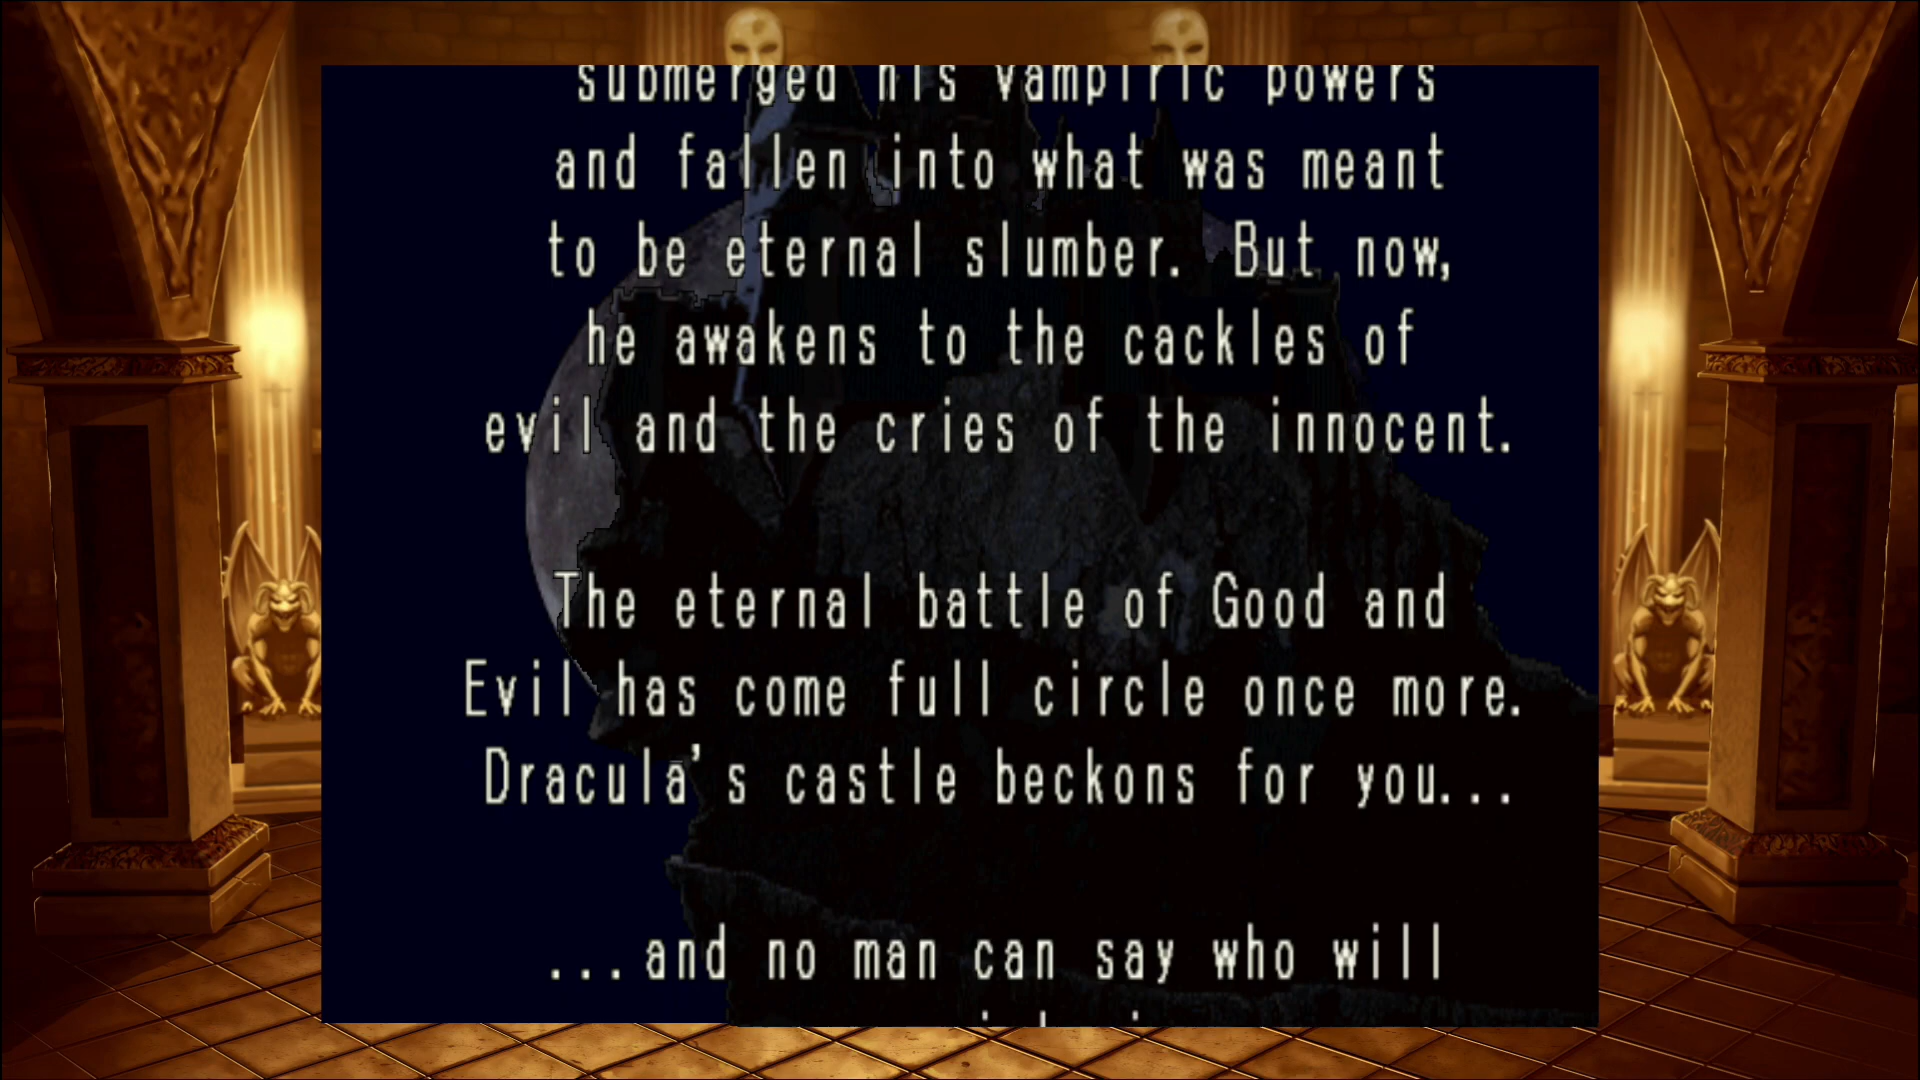 submerged his vampiric powers
and fallen into what was meant
to be eternal slumber. But now,
he awakens to the cackles of
evil and the cries of the innocent.
The eternal battle of Good and
Evil has come full circle once more.
Dracula's castle beckons for you...
...and no man can say who will